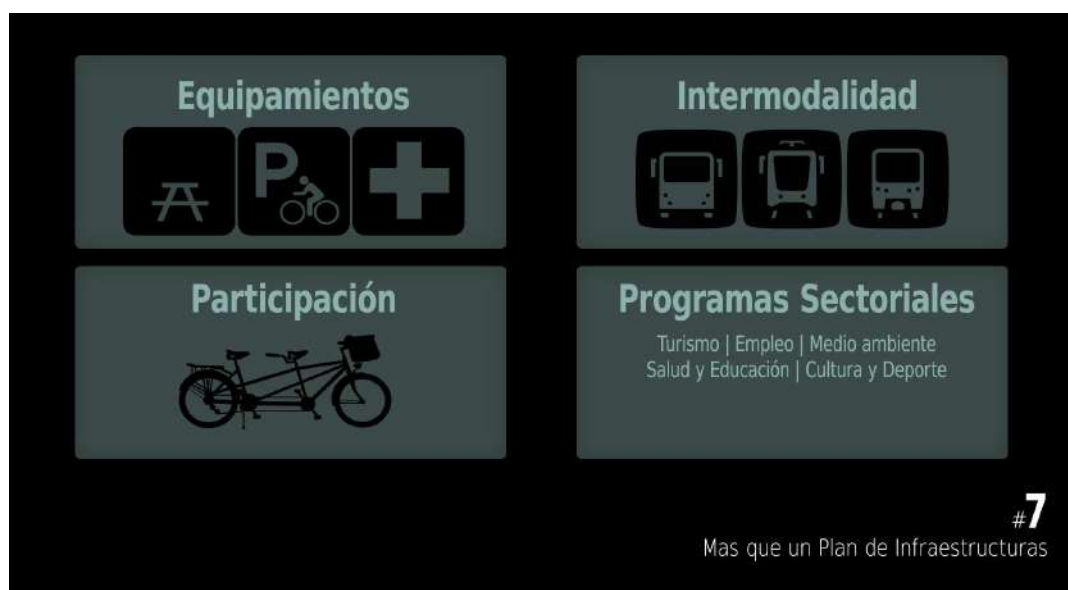 Equipamientos
P
Intermodalidad
Participación
Programas Sectoriales
Turismo | Empleo | Medio ambiente
Salud y Educación | Cultura y Deporte
#7
Mas que un Plan de Infraestructuras